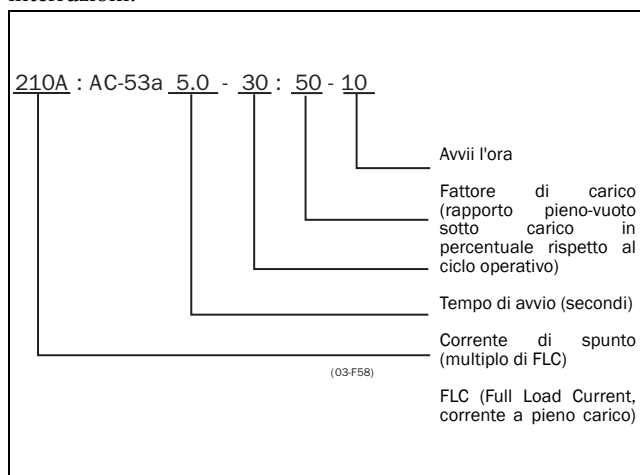 210A : AC-53a 5.0 - 30 : 50 - 10
Avvii l'ora
Fattore di carico
(rapporto pieno-vuoto
sotto carico in
percentuale rispetto al
ciclo operativo)
Tempo di avvio (secondi)
Corrente di spunto
(multiplo di FLC)
(03-F58)
FLC (Full Load Current,
corrente a pieno carico)